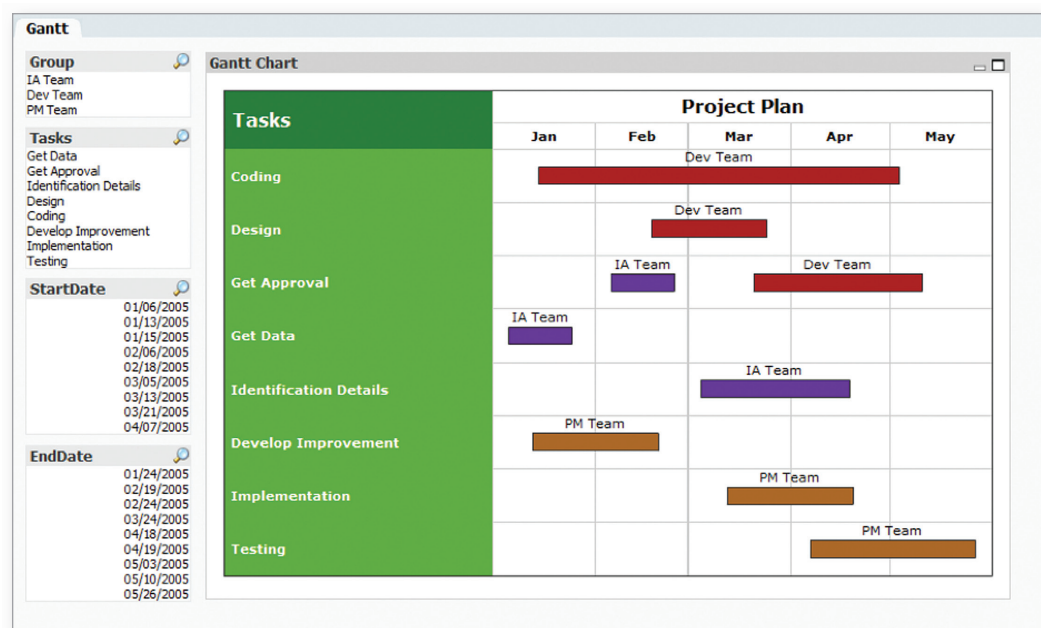 Gantt
Group
IA Team
Dev Team
PM Team
Tasks
Get Data
Get Approval
Identification Details
Design
Coding
Develop Improvement
Implementation
Testing
StartDate
01/06/2005
01/13/2005
01/15/2005
02/06/2005
02/18/2005
03/05/2005
03/13/2005
03/21/2005
04/07/2005
EndDate
01/24/2005
02/19/2005
02/24/2005
03/24/2005
04/18/2005
04/19/2005
05/03/2005
05/10/2005
05/26/2005
Gantt Chart
Tasks
Project Plan
Jan Feb Mar Apr May
Dev Team
Coding
Dev Team
Design
IA Team Dev Team
Get Approval
IA Team
Get Data
IA Team
Identification Details
PM Team
Develop Improvement
PM Team
Implementation
PM Team
Testing